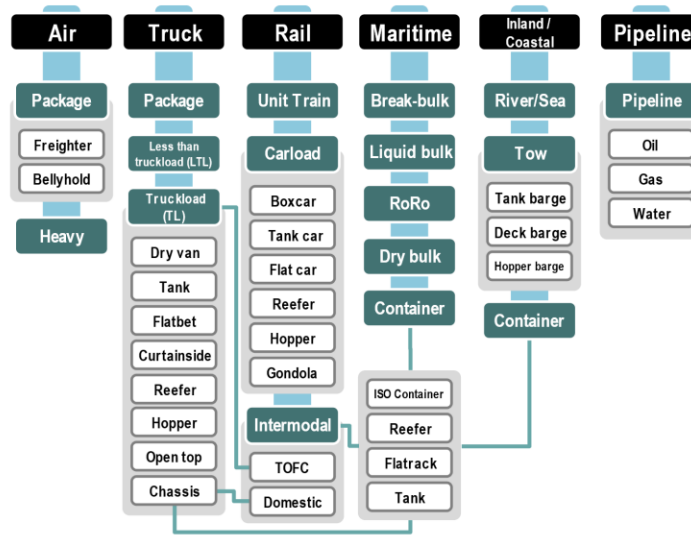 Air
Package
Freighter
Bellyhold
Heavy
Truck
Package
Less than
truckload (LTL)
Truckload
(TL)
Dry van
Tank
Flatbet
Curtainside
Reefer
Hopper
Open top
Chassis
Rail
Unit Train
Carload
Boxcar
Tank car
Flat car
Reefer
Hopper
Gondola
Intermodal
TOFC
Domestic
Maritime
Break-bulk
Liquid bulk
RoRo
Dry bulk
Container
ISO Container
Reefer
Flatrack
Tank
Inland /
Coastal
River/Sea
Tow
Tank barge
Deck barge
Hopper barge
Container
Pipeline
Pipeline
Oil
Gas
Water